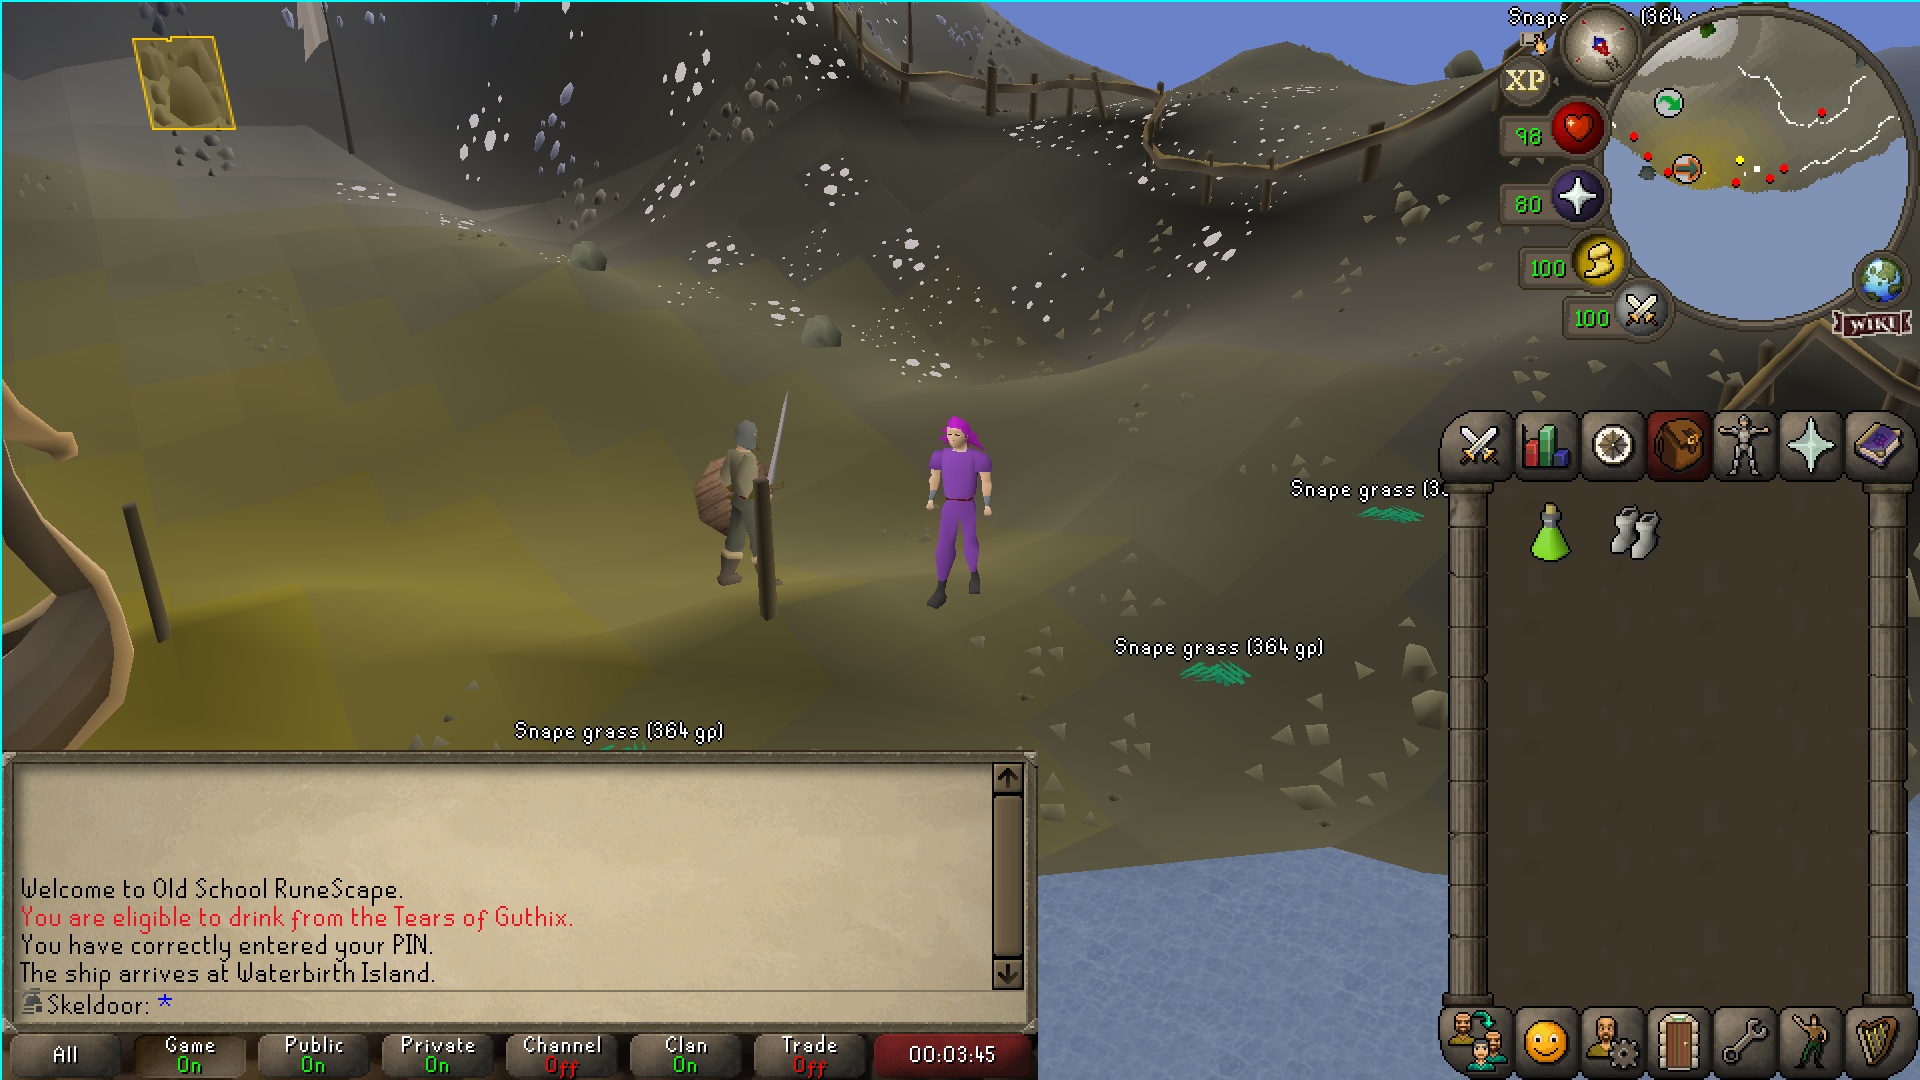 Snape (364 g
XP
98
80
100
100
WIKI
Snape grass (3
Snape grass (364 gp)
Snape grass (364 gp)
Welcome to Old School RuneScape.
You are eligible to drink from the Tears of Guthix.
You have correctly entered your PIN.
The ship arrives at Waterbirth Island.
Skeldoor: *
All
Game
On
Public
On
Private
On
Channel
Off
Clan
On
Trade
Off
00:03:45